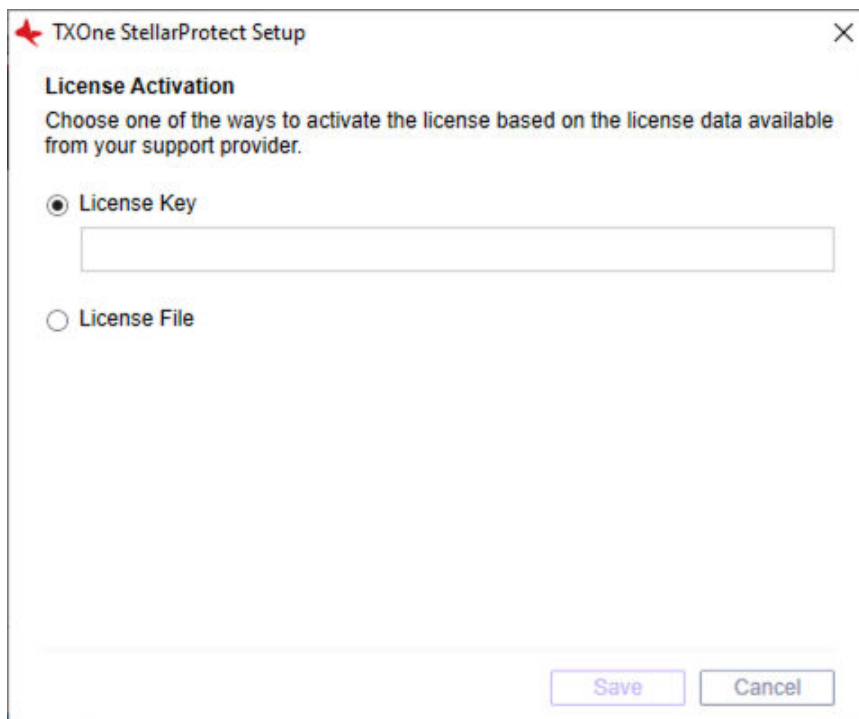 TXOne StellarProtect Setup
License Activation
Choose one of the ways to activate the license based on the license data available
from your support provider.
License Key
License File
Save
Cancel